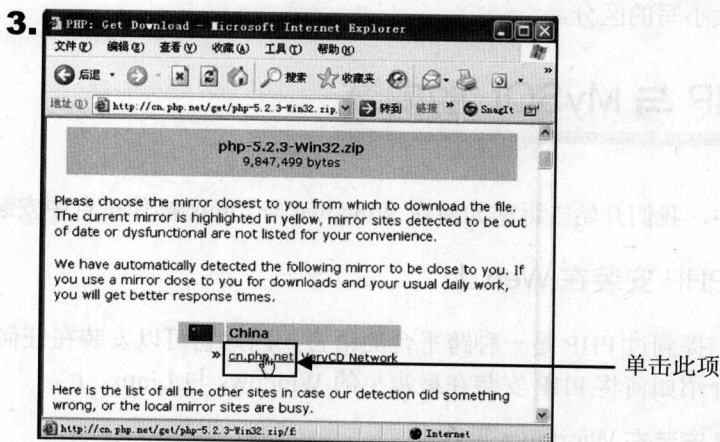 3.
PHP: Get Download - Microsoft Internet Explorer
文件(F) 编辑(E) 查看(V) 收藏(A) 工具(T) 帮助(H)
后退 搜索 收藏夹 »
地址(D) http://cn.php.net/get/php-5.2.3-Win32.zip. 转到 链接 » SnagIt
php-5.2.3-Win32.zip
9,847,499 bytes
Please choose the mirror closest to you from which to download the file.
The current mirror is highlighted in yellow, mirror sites detected to be out
of date or dysfunctional are not listed for your convenience.
We have automatically detected the following mirror to be close to you. If
you use a mirror close to you for downloads and your usual daily work,
you will get better response times.
China
» cn.php.net VeryCD Network
单击此项
Here is the list of all the other sites in case our detection did something
wrong, or the local mirror sites are busy.
http://cn.php.net/get/php-5.2.3-Win32.zip/f Internet